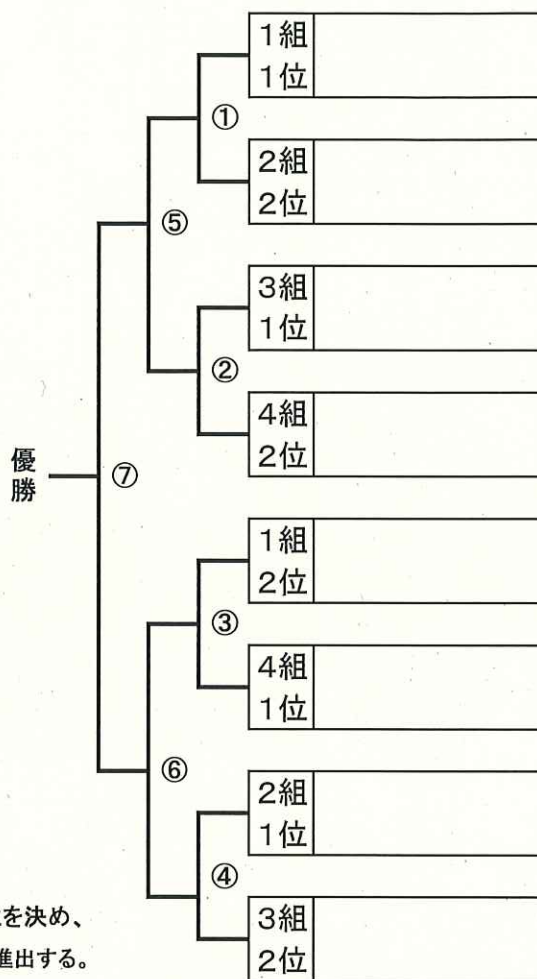 1組
1位
①
2組
2位
⑤
3組
1位
②
4組
2位
優勝
⑦
1組
2位
③
4組
1位
⑥
2組
1位
④
3組
2位
を決め、
進出する。